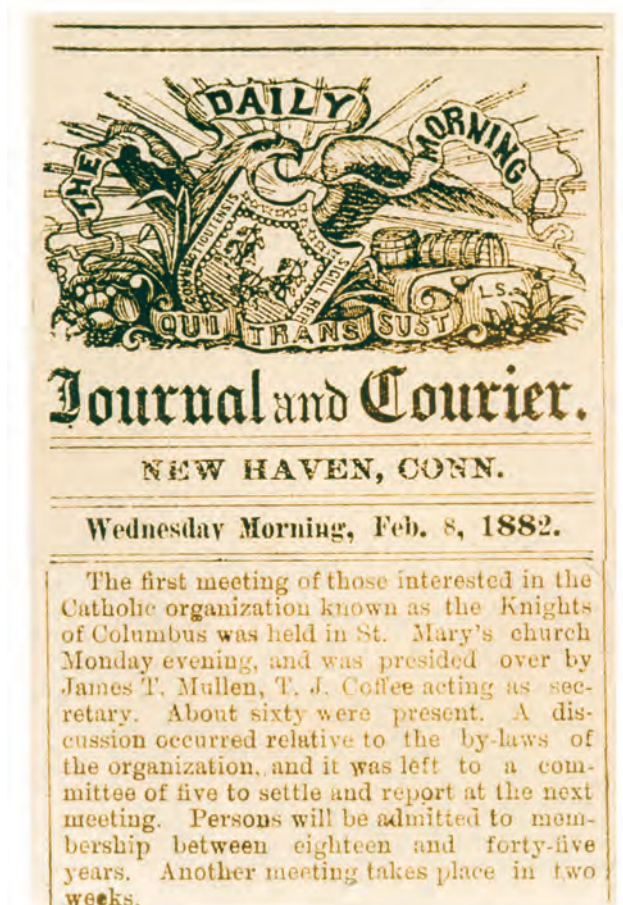 THE DAILY MORNING
SIGILL REIP CONNECTICUTENSIS
QUI TRANS SUST
L.S.
Journal and Courier.
NEW HAVEN, CONN.
Wednesday Morning, Feb. 8, 1882.
The first meeting of those interested in the
Catholic organization known as the Knights
of Columbus was held in St. Mary's church
Monday evening, and was presided over by
James T. Mullen, T. J. Coffee acting as sec-
retary. About sixty were present. A dis-
cussion occurred relative to the by-laws of
the organization, and it was left to a com-
mittee of five to settle and report at the next
meeting. Persons will be admitted to mem-
bership between eighteen and forty-five
years. Another meeting takes place in two
weeks.